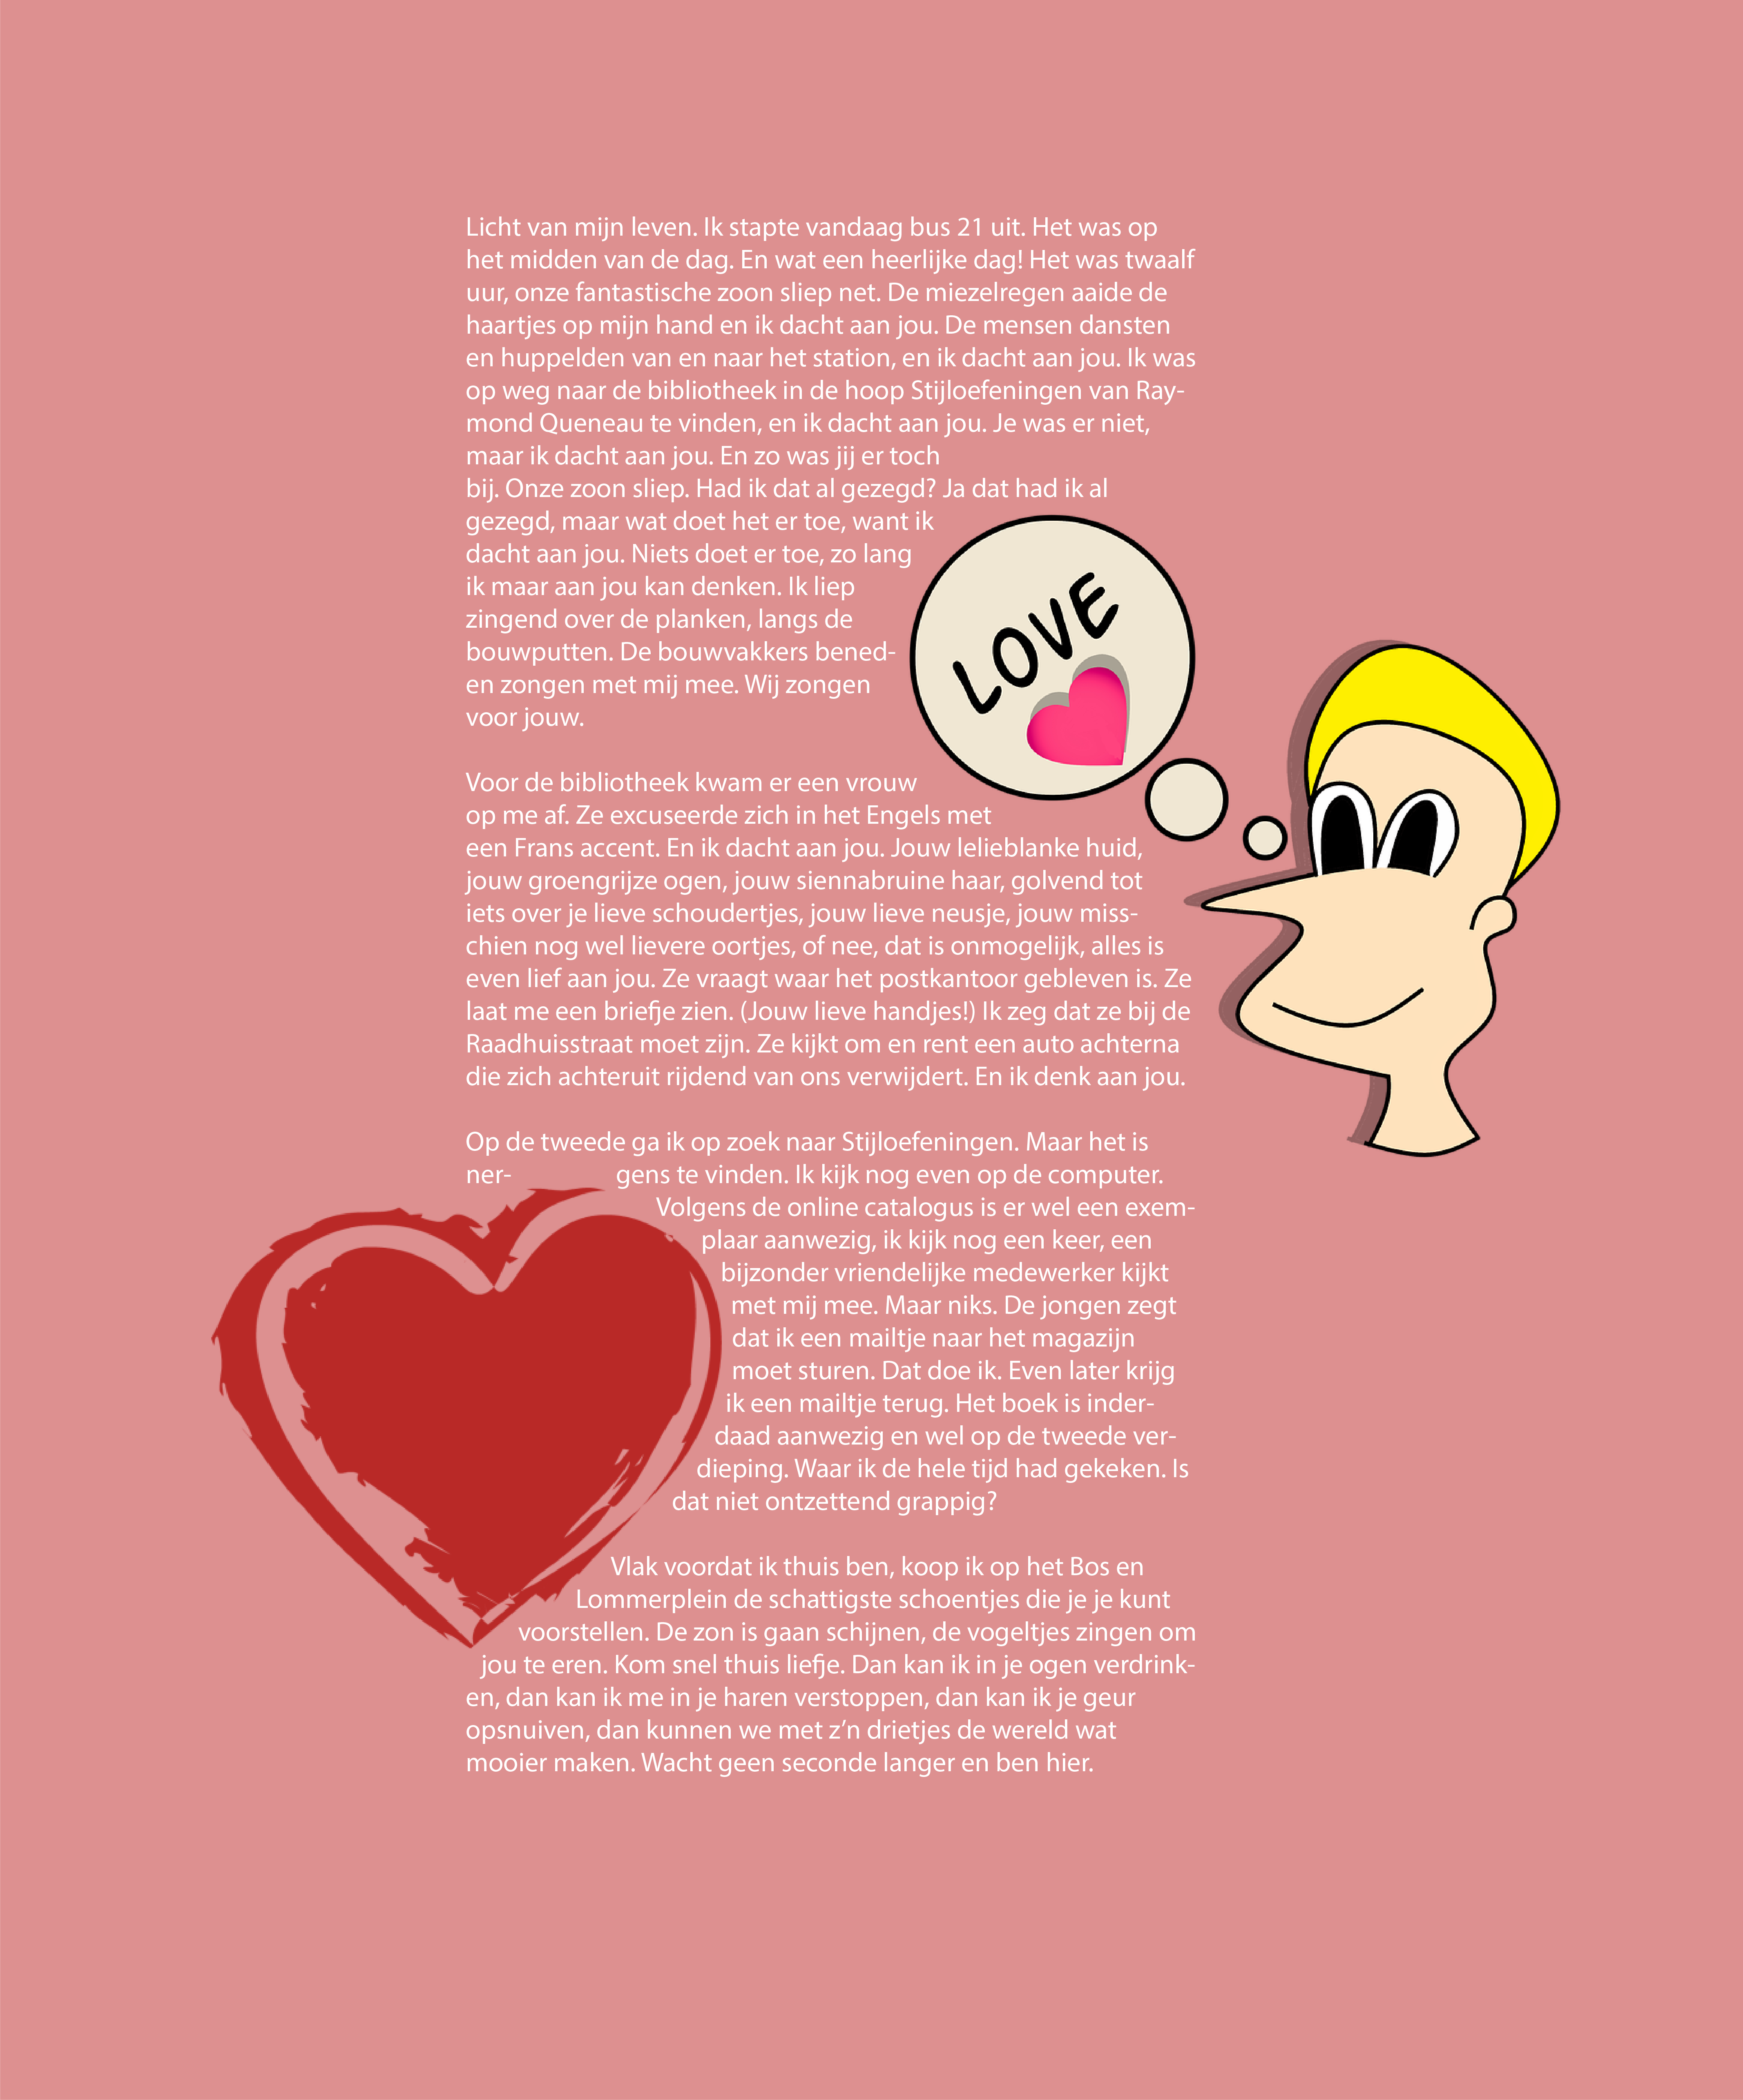 Licht van mijn leven. Ik stapte vandaag bus 21 uit. Het was op
het midden van de dag. En wat een heerlijke dag! Het was twaalf
uur, onze fantastische zoon sliep net. De miezelregen aaide de
haartjes op mijn hand en ik dacht aan jou. De mensen dansten
en huppelden van en naar het station, en ik dacht aan jou. Ik was
op weg naar de bibliotheek in de hoop Stijloefeningen van Ray-
mond Queneau te vinden, en ik dacht aan jou. Je was er niet,
maar ik dacht aan jou. En zo was jij er toch
bij. Onze zoon sliep. Had ik dat al gezegd? Ja dat had ik al
gezegd, maar wat doet het er toe, want ik
dacht aan jou. Niets doet er toe, zo lang
ik maar aan jou kan denken. Ik liep
zingend over de planken, langs de
bouwputten. De bouwvakkers bened-
en zongen met mij mee. Wij zongen
voor jouw.
LOVE
Voor de bibliotheek kwam er een vrouw
op me af. Ze excuseerde zich in het Engels met
een Frans accent. En ik dacht aan jou. Jouw lelieblanke huid,
jouw groengrijze ogen, jouw siennabruine haar, golvend tot
iets over je lieve schoudertjes, jouw lieve neusje, jouw miss-
chien nog wel lievere oortjes, of nee, dat is onmogelijk, alles is
even lief aan jou. Ze vraagt waar het postkantoor gebleven is. Ze
laat me een briefje zien. (Jouw lieve handjes!) Ik zeg dat ze bij de
Raadhuisstraat moet zijn. Ze kijkt om en rent een auto achterna
die zich achteruit rijdend van ons verwijdert. En ik denk aan jou.
Op de tweede ga ik op zoek naar Stijloefeningen. Maar het is
ner- gens te vinden. Ik kijk nog even op de computer.
Volgens de online catalogus is er wel een exem-
plaar aanwezig, ik kijk nog een keer, een
bijzonder vriendelijke medewerker kijkt
met mij mee. Maar niks. De jongen zegt
dat ik een mailtje naar het magazijn
moet sturen. Dat doe ik. Even later krijg
ik een mailtje terug. Het boek is inder-
daad aanwezig en wel op de tweede ver-
dieping. Waar ik de hele tijd had gekeken. Is
dat niet ontzettend grappig?
Vlak voordat ik thuis ben, koop ik op het Bos en
Lommerplein de schattigste schoentjes die je je kunt
voorstellen. De zon is gaan schijnen, de vogeltjes zingen om
jou te eren. Kom snel thuis liefje. Dan kan ik in je ogen verdrink-
en, dan kan ik me in je haren verstoppen, dan kan ik je geur
opsnuiven, dan kunnen we met z’n drietjes de wereld wat
mooier maken. Wacht geen seconde langer en ben hier.